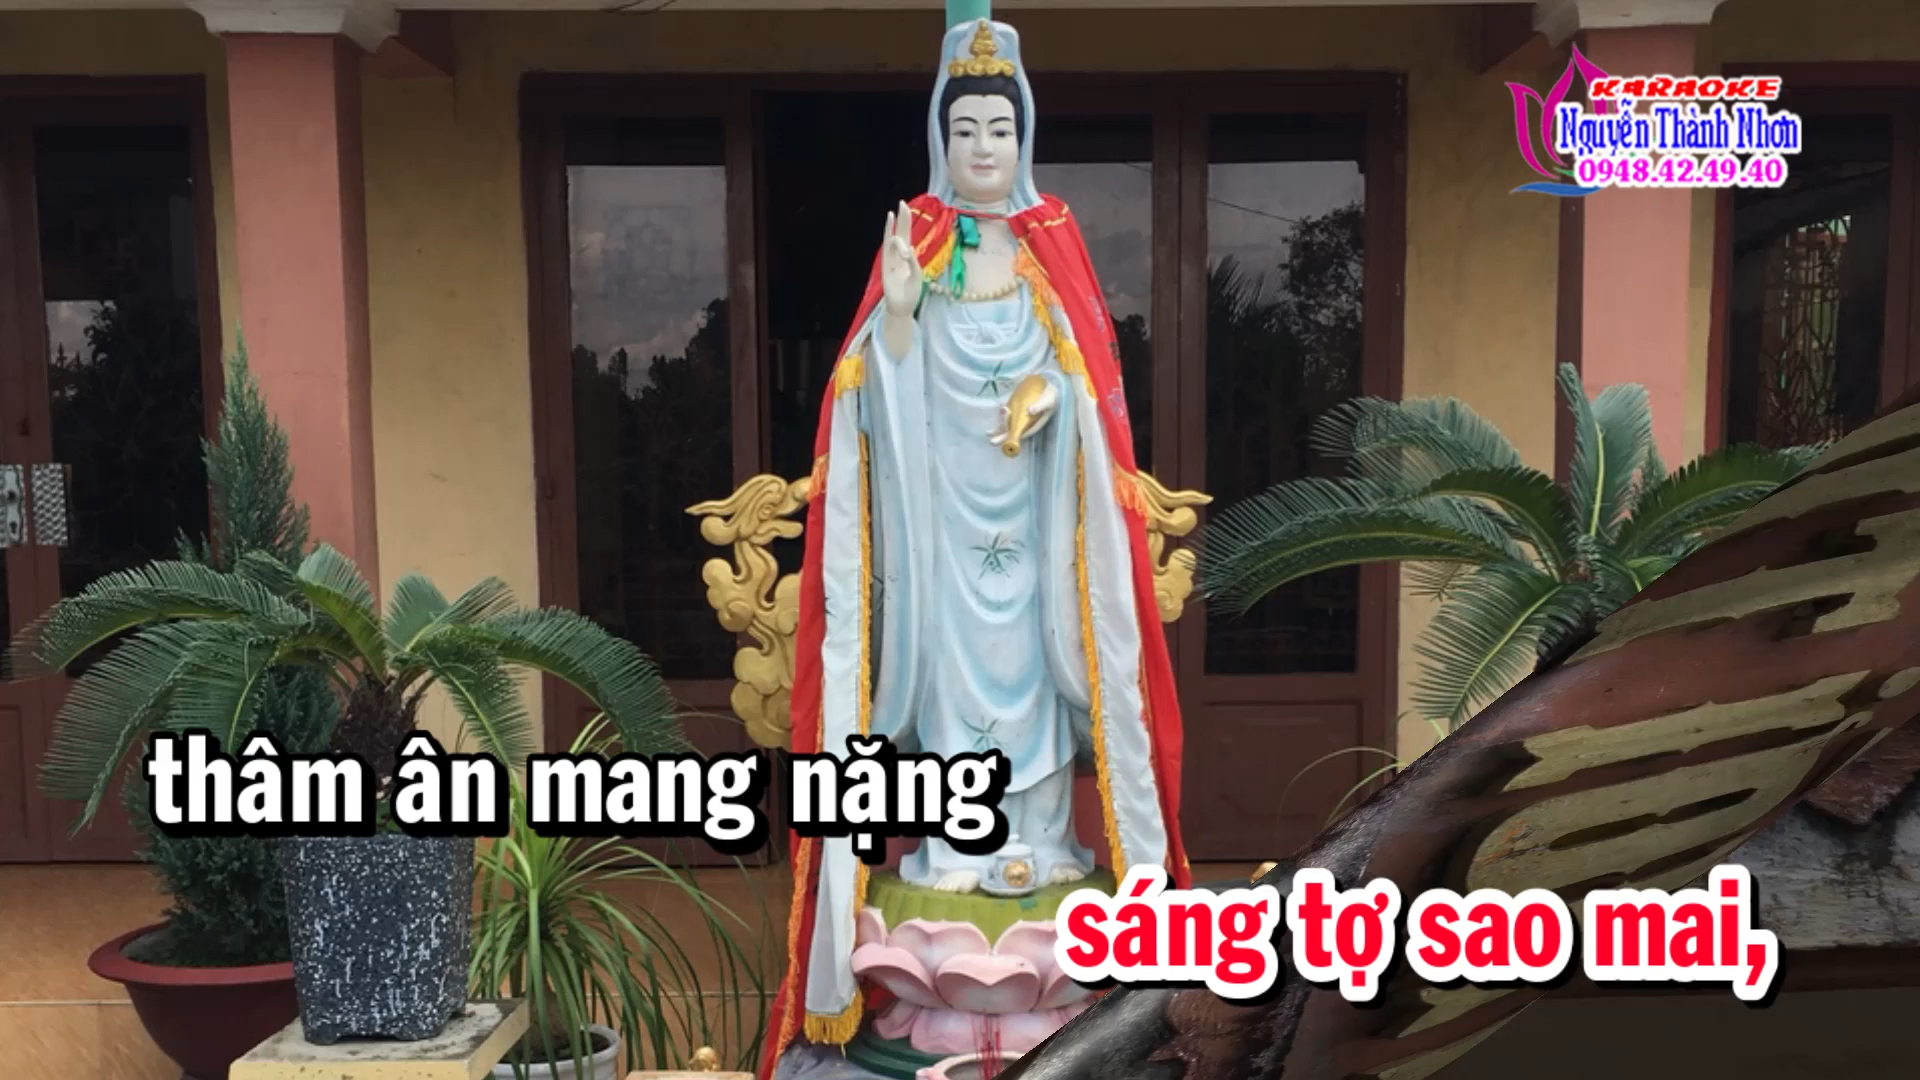 KARAOKE
Nguyễn Thành Nhơn
0948.42.49.40
thâm ân mang nặng
sáng tợ sao mai,